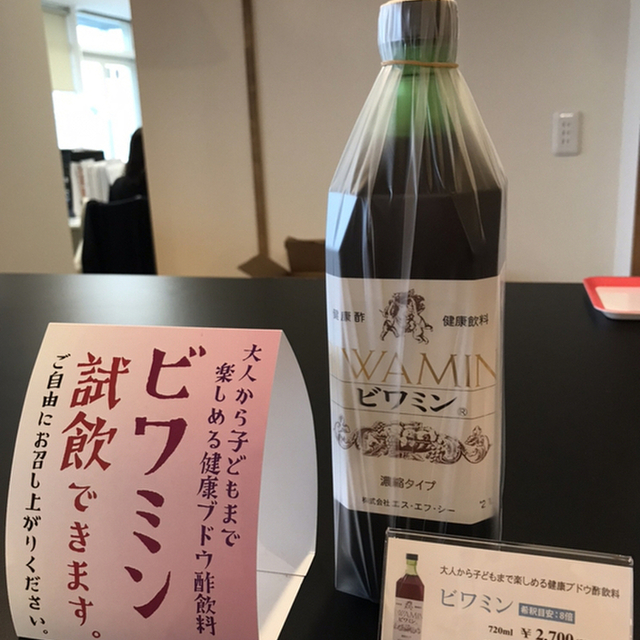 大人から子どもまで
楽しめる健康ブドウ酢飲料
ビワミン
試飲できます。
ご自由にお召し上がりください。
健康酢
健康飲料
WAMIN
ビワミン®
濃縮タイプ
株式会社エス・エフ・シー
大人から子どもまで楽しめる健康ブドウ酢飲料
ビワミン
希釈目安:8倍
720ml ¥2,700